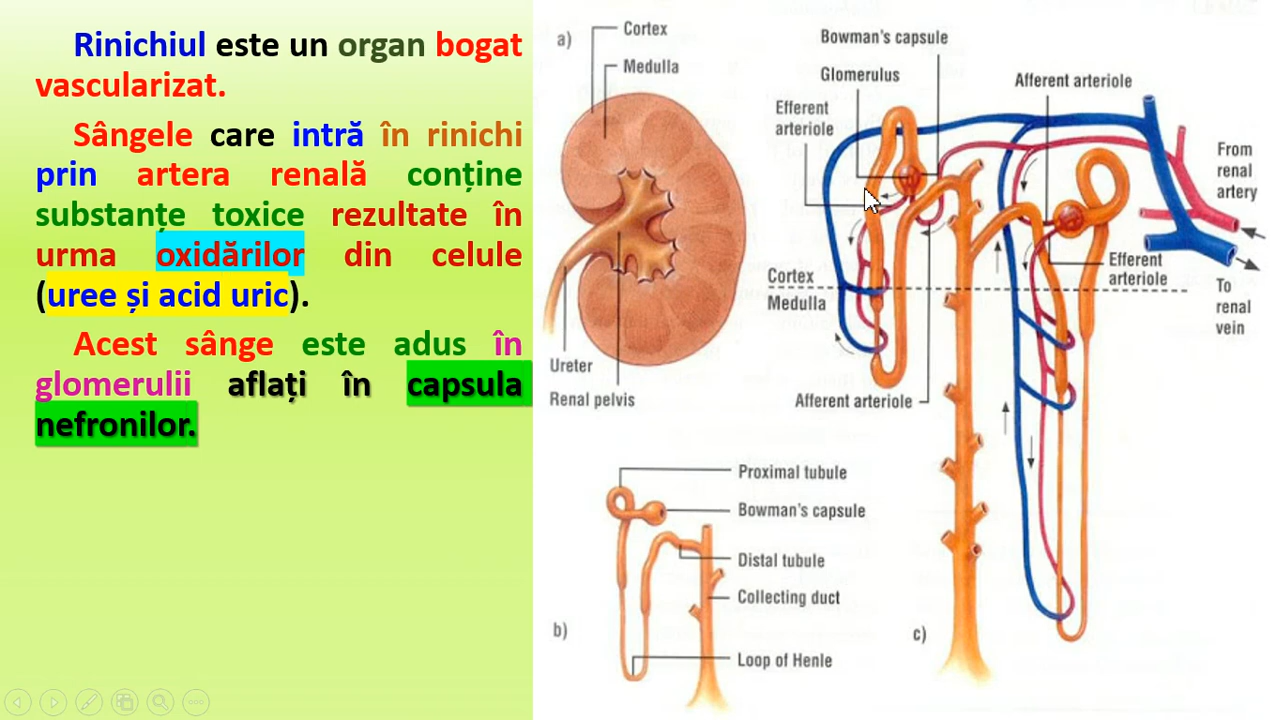 Rinichiul este un organ bogat
vascularizat.
Sângele care intră în rinichi
prin artera renală conține
substanțe toxice rezultate în
urma oxidărilor din celule
(uree și acid uric).
Acest sânge este adus în
glomerulii aflați în capsula
nefronilor.
a)
Cortex
Medulla
Ureter
Renal pelvis
Bowman's capsule
Glomerulus
Efferent
arteriole
Afferent arteriole
From
renal
artery
Efferent
arteriole
Cortex
Medulla
To
renal
vein
Afferent arteriole
c)
Proximal tubule
Bowman's capsule
Distal tubule
Collecting duct
b)
Loop of Henle